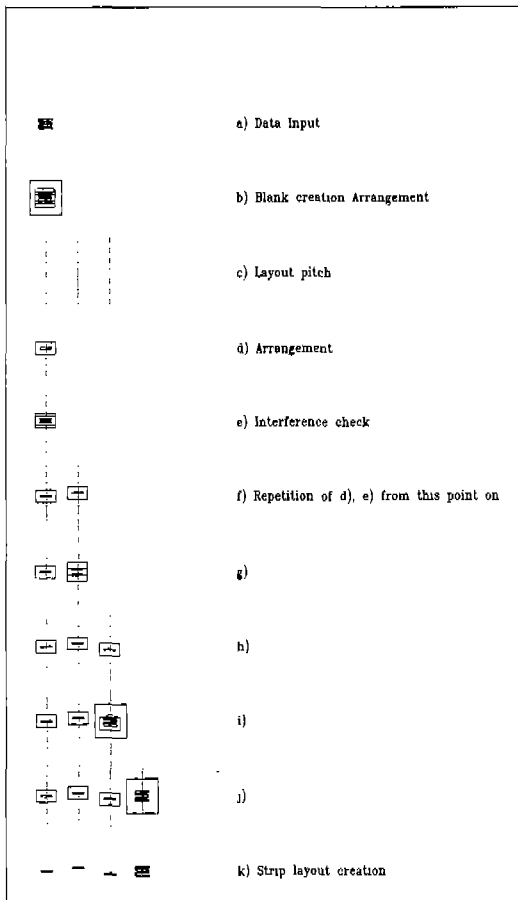 a) Data Input
b) Blank creation Arrangement
c) Layout pitch
d) Arrangement
e) Interference check
f) Repetition of d), e) from this point on
g)
h)
i)
j)
k) Strip layout creation